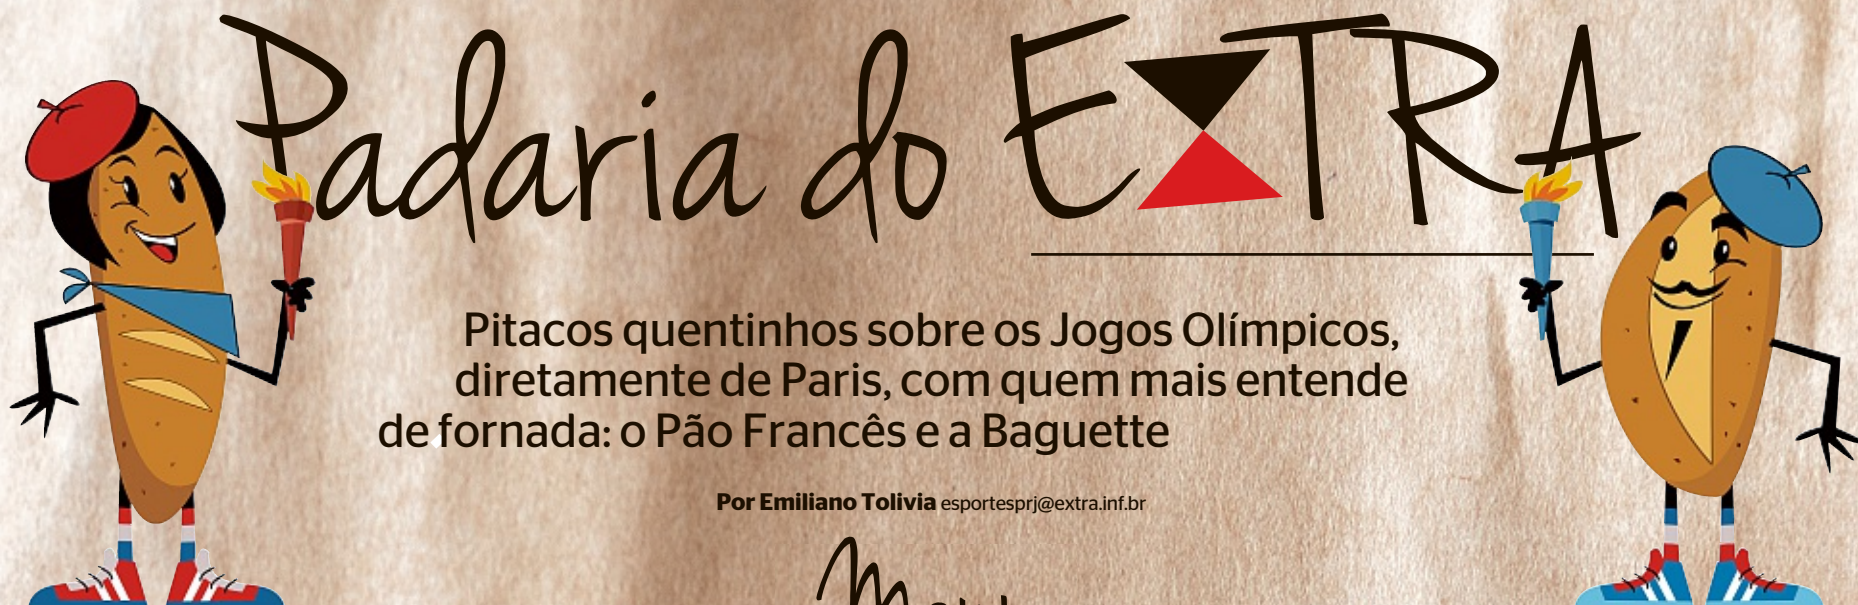 Padaria do EXTRA
Pitacos quentinhos sobre os Jogos Olímpicos,
diretamente de Paris, com quem mais entende
de fornada: o Pão Francês e a Baguette
Por Emiliano Tolivia esportesprj@extra.inf.br